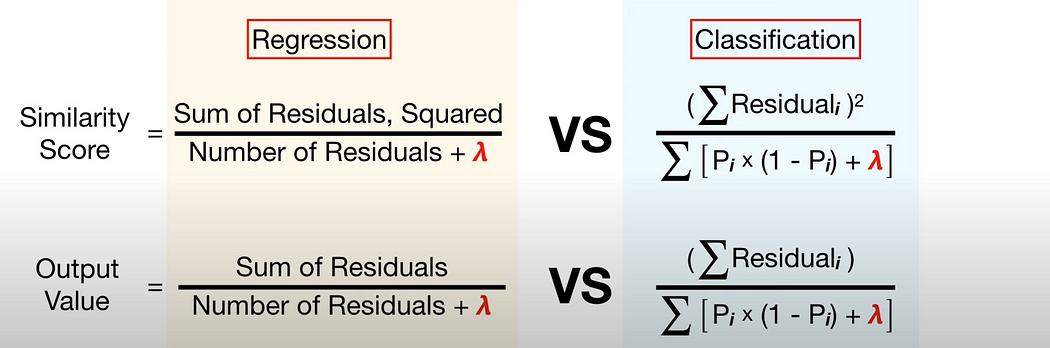 Regression Classification
Similarity Score = Sum of Residuals, Squared / Number of Residuals + λ VS (∑Residualᵢ)² / ∑[Pᵢ x (1 - Pᵢ) + λ]
Output Value = Sum of Residuals / Number of Residuals + λ VS (∑Residualᵢ) / ∑[Pᵢ x (1 - Pᵢ) + λ]